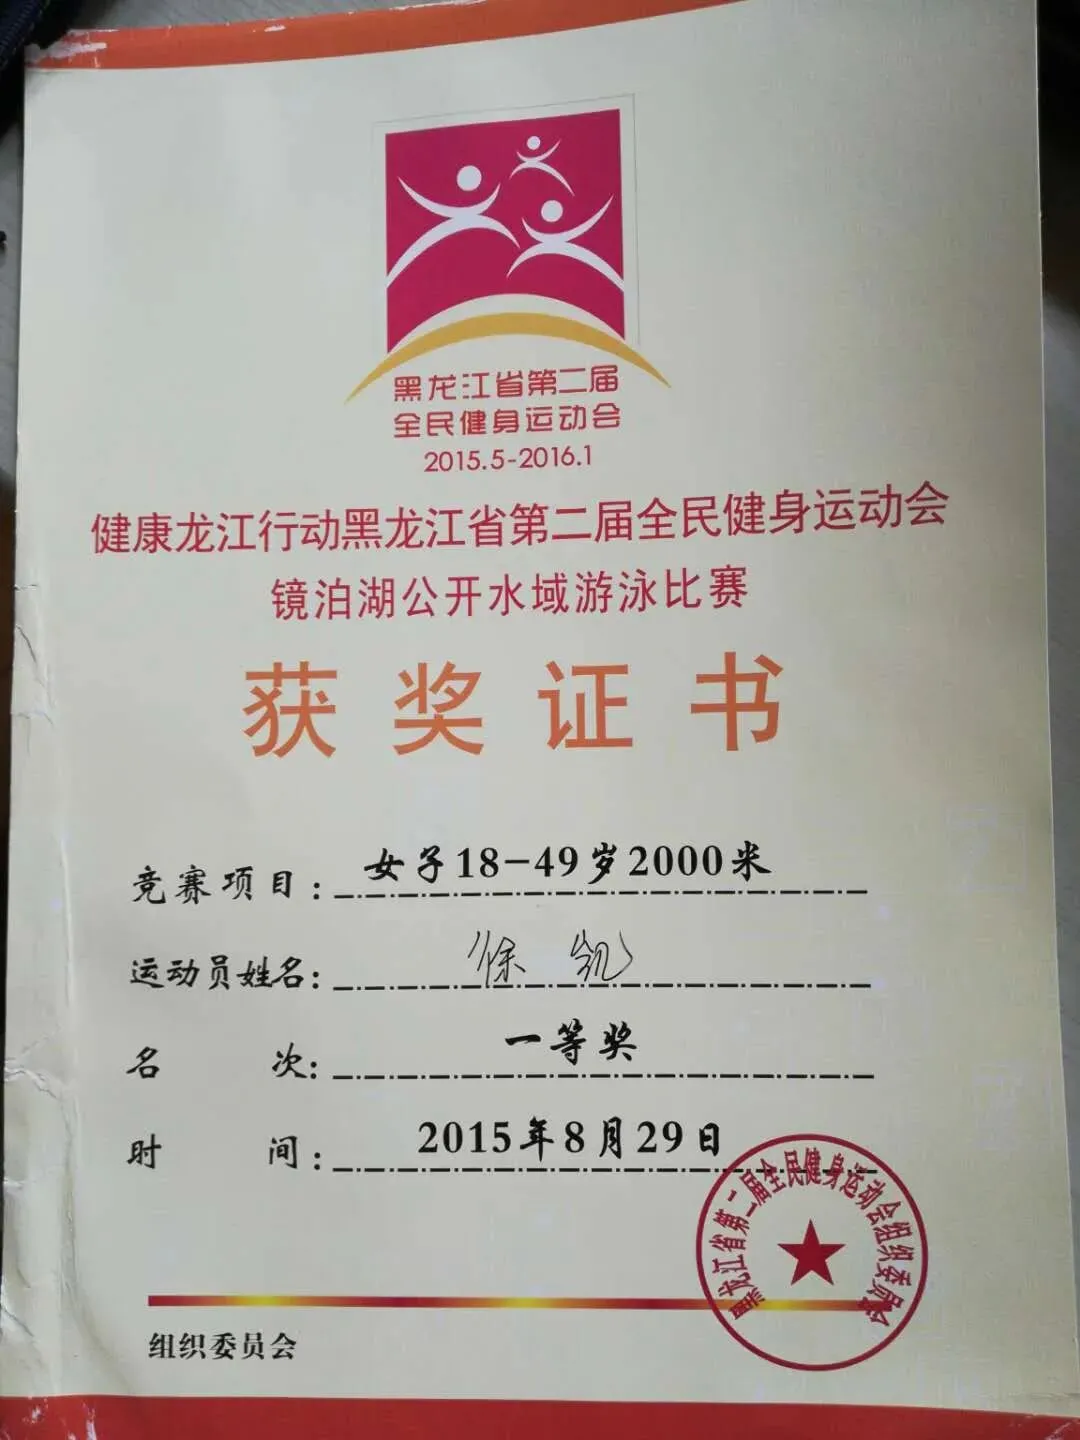 黑龙江省第二届
全民健身运动会
2015.5-2016.1
健康龙江行动黑龙江省第二届全民健身运动会
镜泊湖公开水域游泳比赛
获奖证书
竞赛项目：女子18-49岁2000米
运动员姓名：徐凯
名次：一等奖
时间：2015年8月29日
黑龙江省第二届全民健身运动会组织委员会
组织委员会